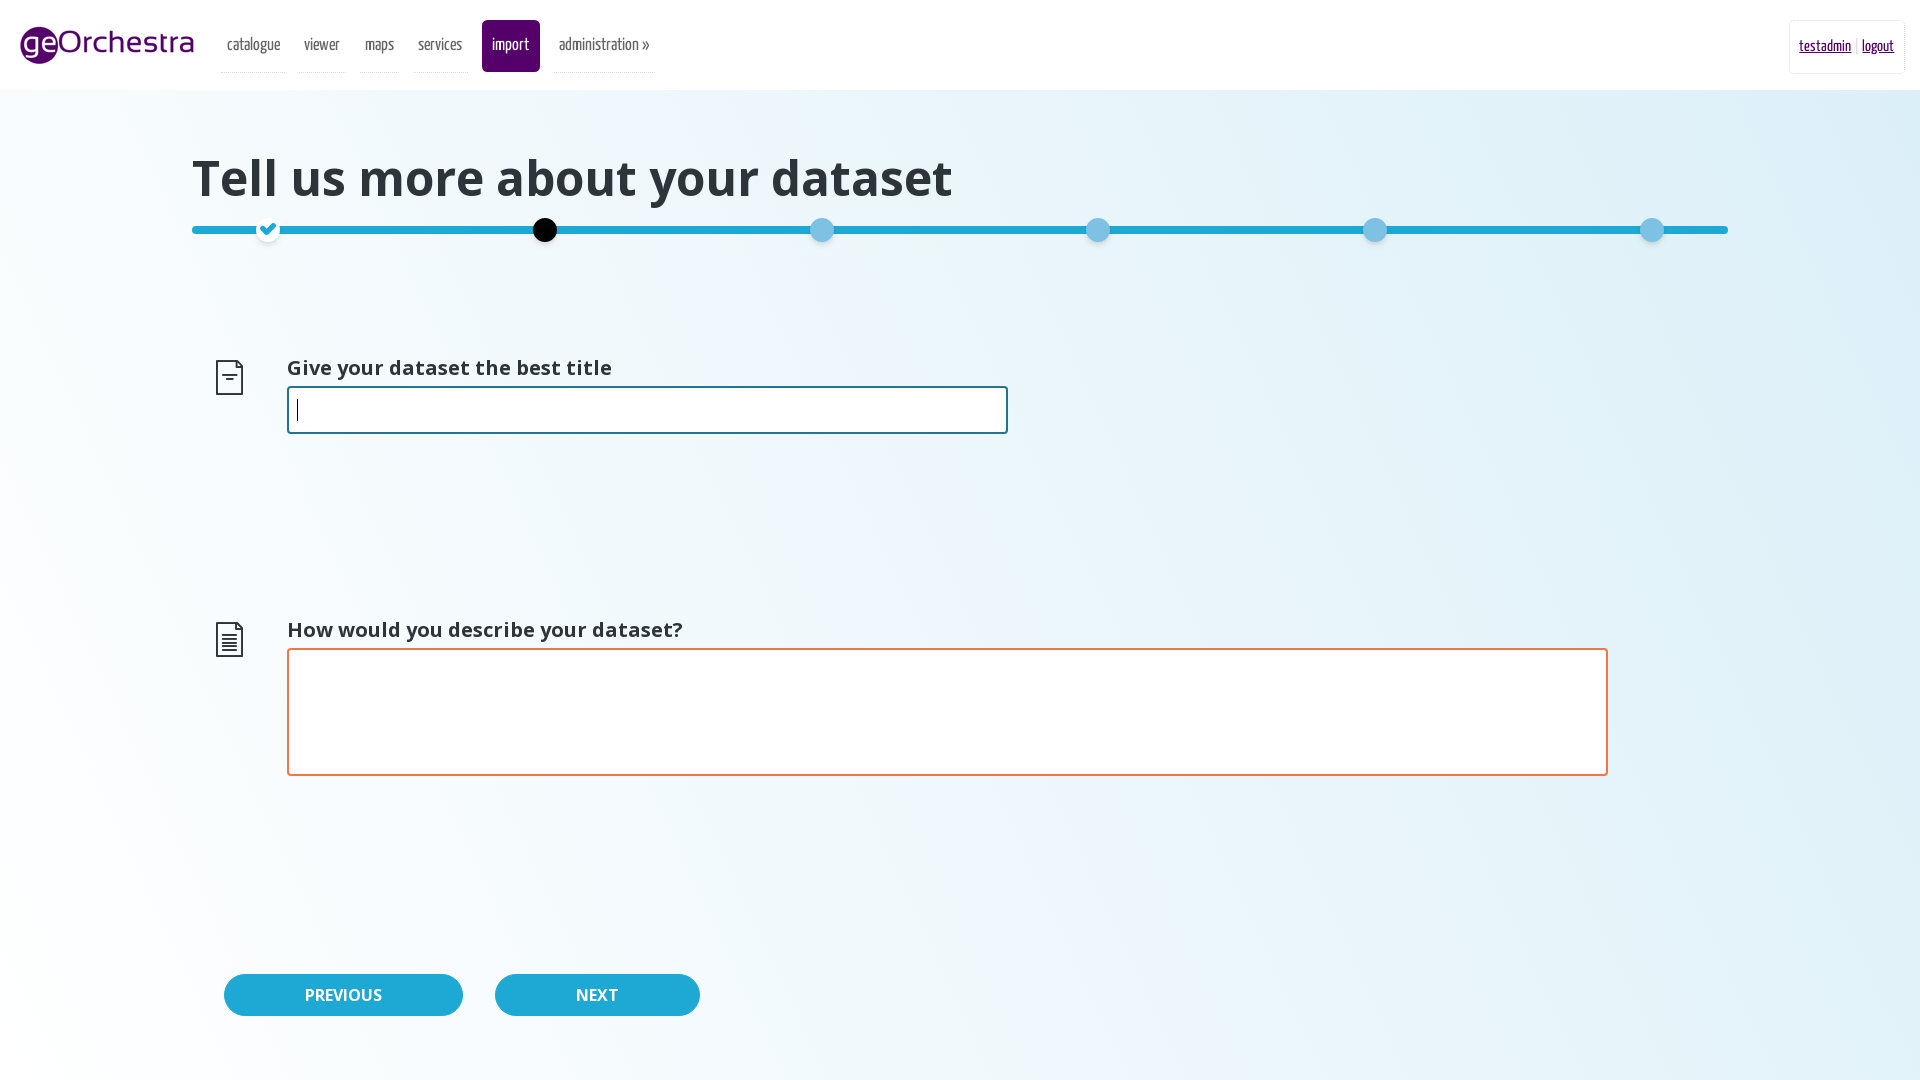 geOrchestra
catalogue
viewer
maps
services
import
administration »
testadmin | logout
Tell us more about your dataset
Give your dataset the best title
How would you describe your dataset?
PREVIOUS
NEXT